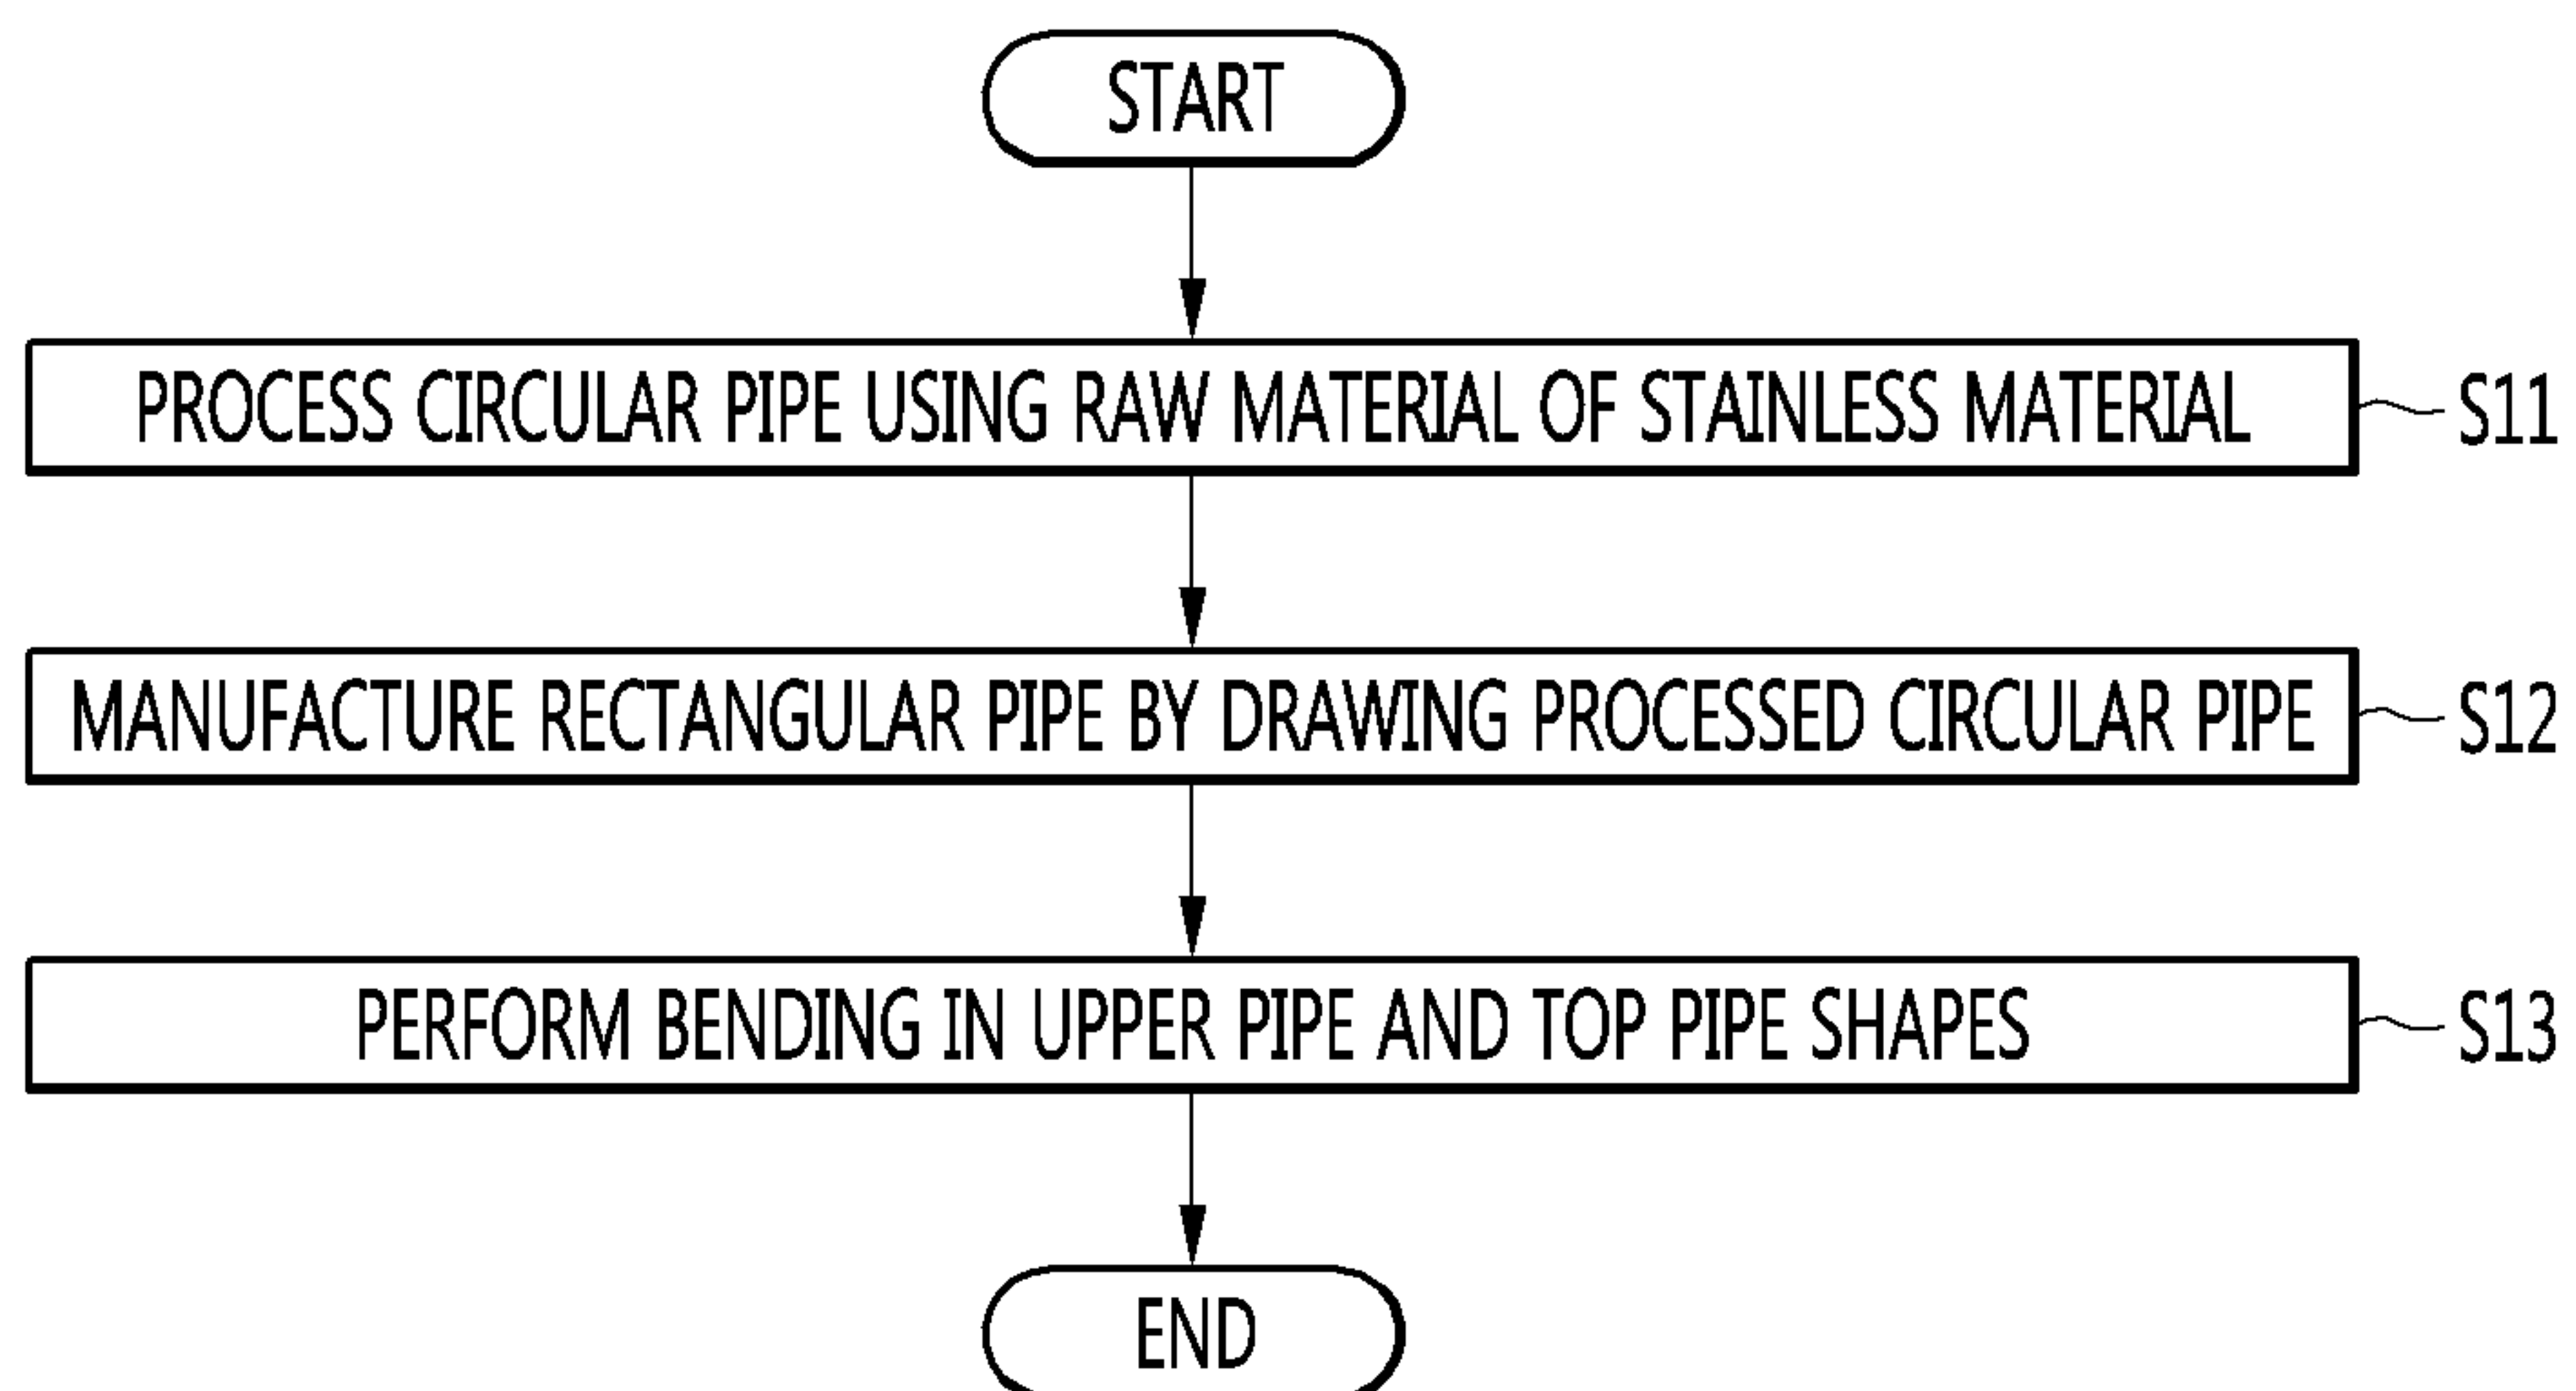 START
PROCESS CIRCULAR PIPE USING RAW MATERIAL OF STAINLESS MATERIAL
S11
MANUFACTURE RECTANGULAR PIPE BY DRAWING PROCESSED CIRCULAR PIPE
S12
PERFORM BENDING IN UPPER PIPE AND TOP PIPE SHAPES
S13
END